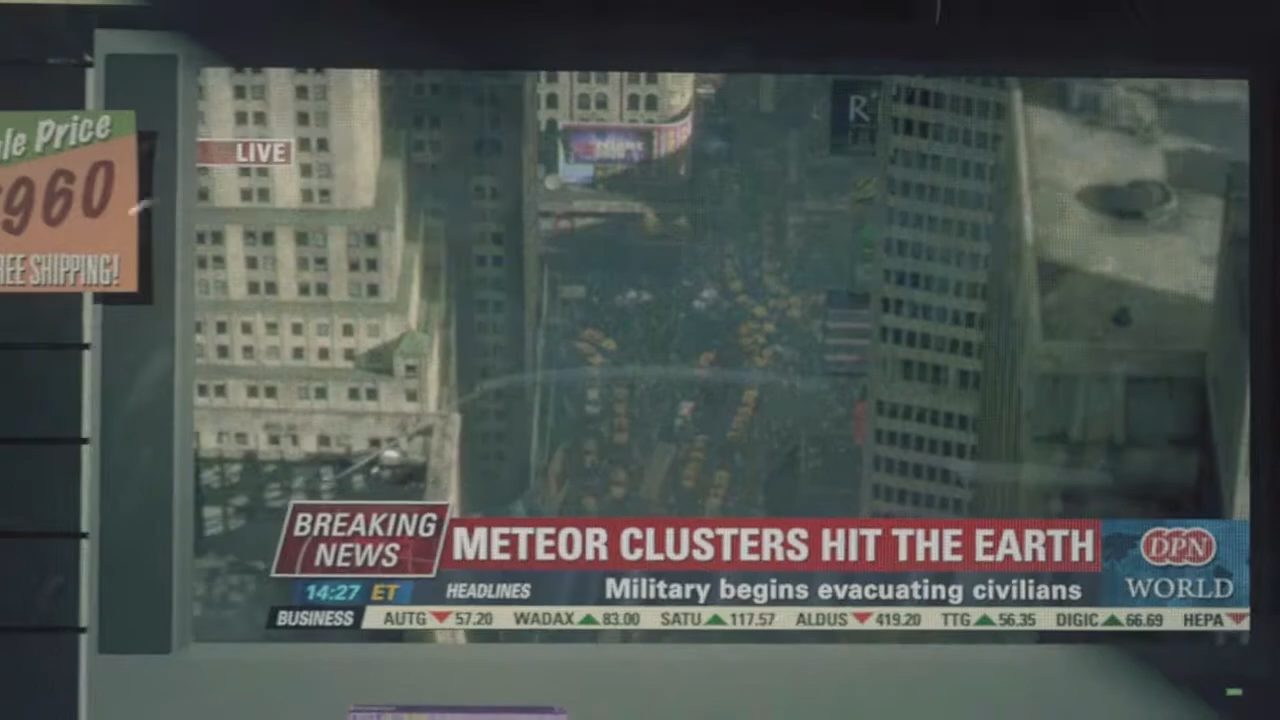 le Price
960
REE SHIPPING!
LIVE
R
BREAKING NEWS
METEOR CLUSTERS HIT THE EARTH
DPN
WORLD
14:27 ET
HEADLINES
Military begins evacuating civilians
BUSINESS
AUTG 57.20 WADAX 83.00 SATU 117.57 ALDUS 419.20 TTG 56.35 DIGIC 66.69 HEPA